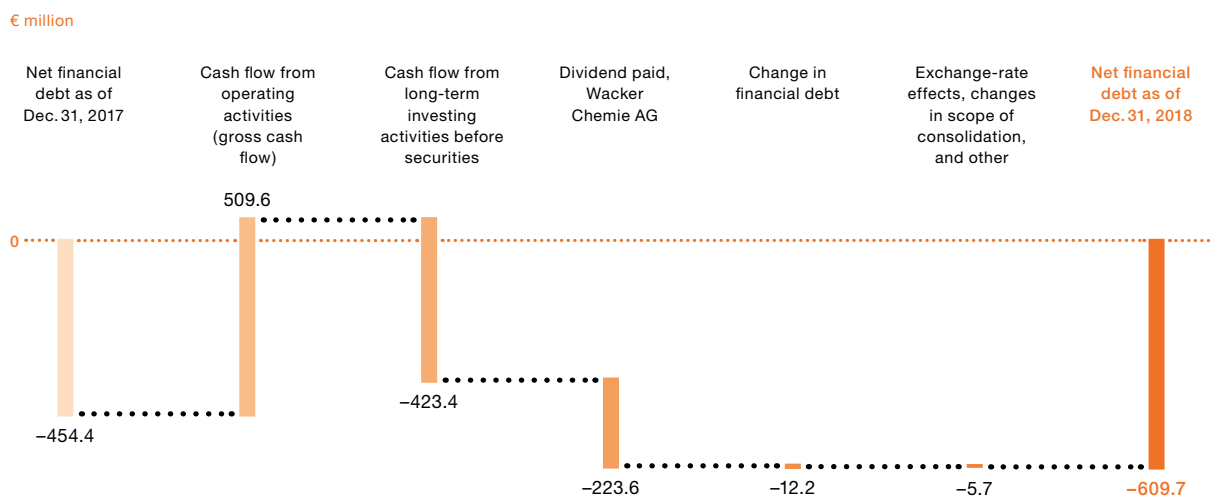 € million
Net financial
debt as of
Dec. 31, 2017
Cash flow from
operating
activities
(gross cash
flow)
Cash flow from
long-term
investing
activities before
securities
Dividend paid,
Wacker
Chemie AG
Change in
financial debt
Exchange-rate
effects, changes
in scope of
consolidation,
and other
Net financial
debt as of
Dec. 31, 2018
509.6
0
–454.4
–423.4
–223.6
–12.2
–5.7
–609.7